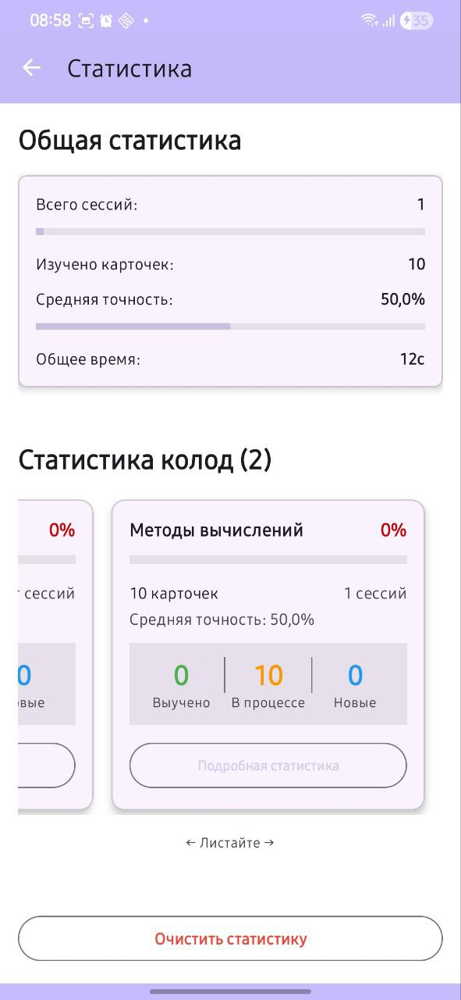 08:58 35
← Статистика
Общая статистика
Всего сессий: 1
Изучено карточек: 10
Средняя точность: 50,0%
Общее время: 12с
Статистика колод (2)
0%
сессий
0
Методы вычислений 0%
10 карточек 1 сессий
Средняя точность: 50,0%
0 10 0
Выучено В процессе Новые
Подробная статистика
← Листайте →
Очистить статистику